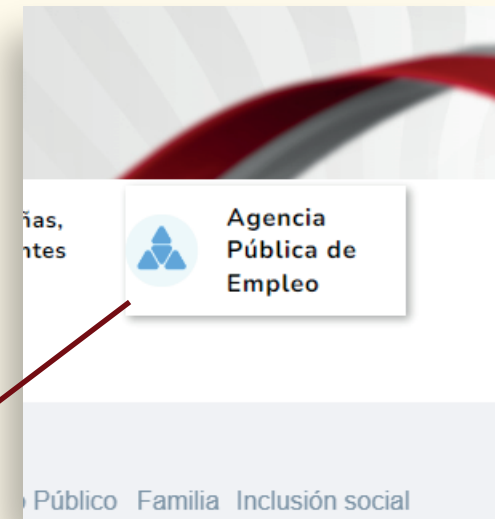 ñas,
ntes
Agencia
Pública de
Empleo
Público Familia Inclusión social